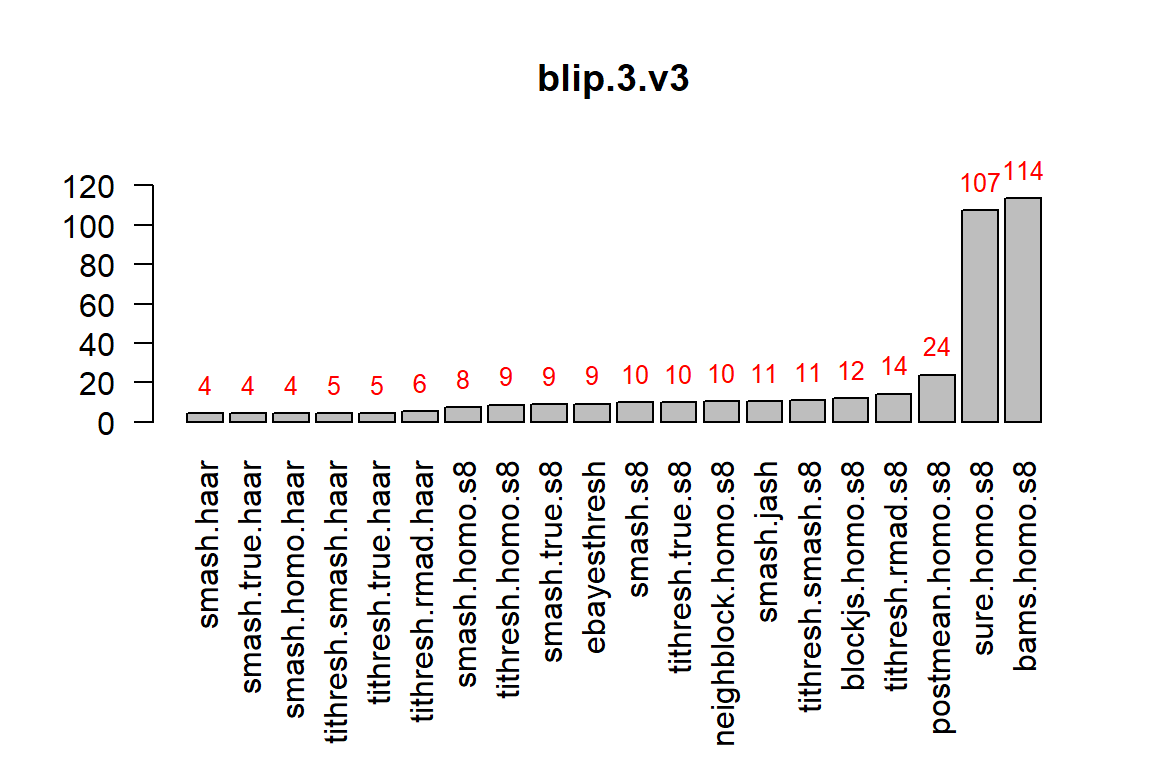 blip.3.v3
120
100
80
60
40
20
0
4 4 4 5 5 6 8 9 9 9 10 10 10 11 11 12 14 24 107 114
smash.haar
smash.true.haar
smash.homo.haar
tithresh.smash.haar
tithresh.true.haar
tithresh.rmad.haar
smash.homo.s8
tithresh.homo.s8
smash.true.s8
ebayesthresh
smash.s8
tithresh.true.s8
neighblock.homo.s8
smash.jash
tithresh.smash.s8
blockjs.homo.s8
tithresh.rmad.s8
postmean.homo.s8
sure.homo.s8
bams.homo.s8